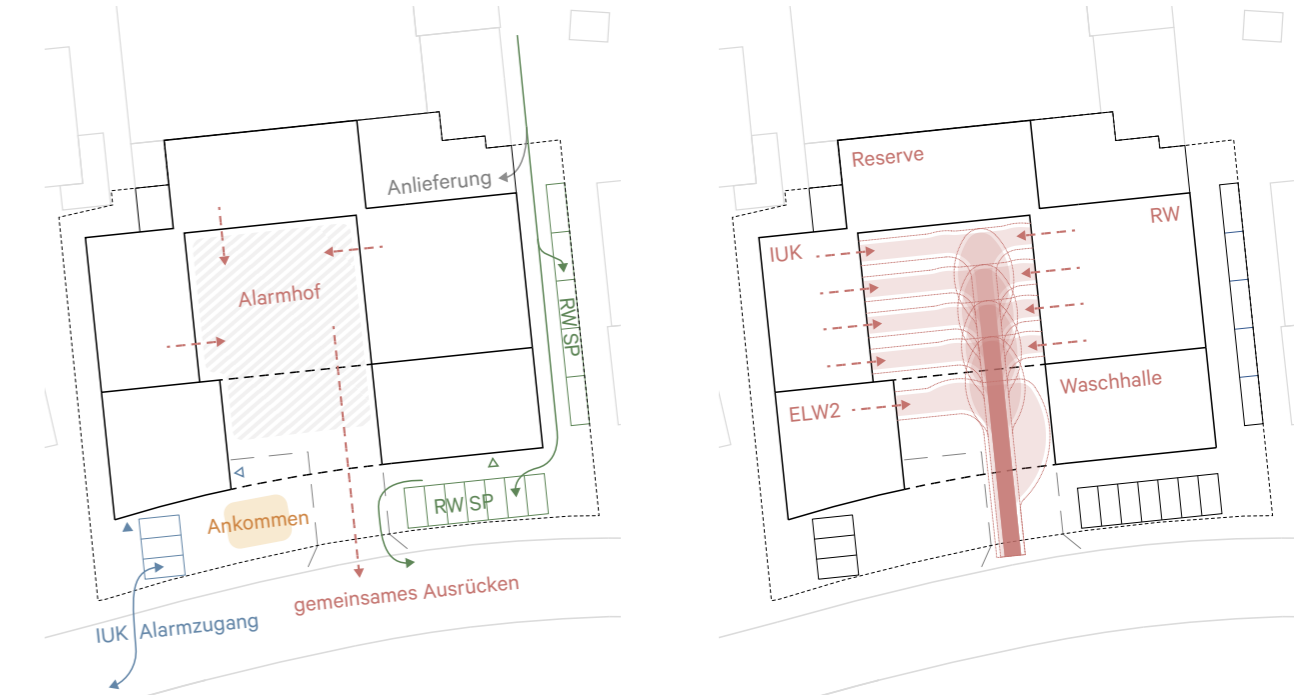 Anlieferung
Alarmhof
RW SP
RW SP
Ankommen
gemeinsames Ausrücken
IUK Alarmzugang
Reserve
RW
IUK
Waschhalle
ELW2